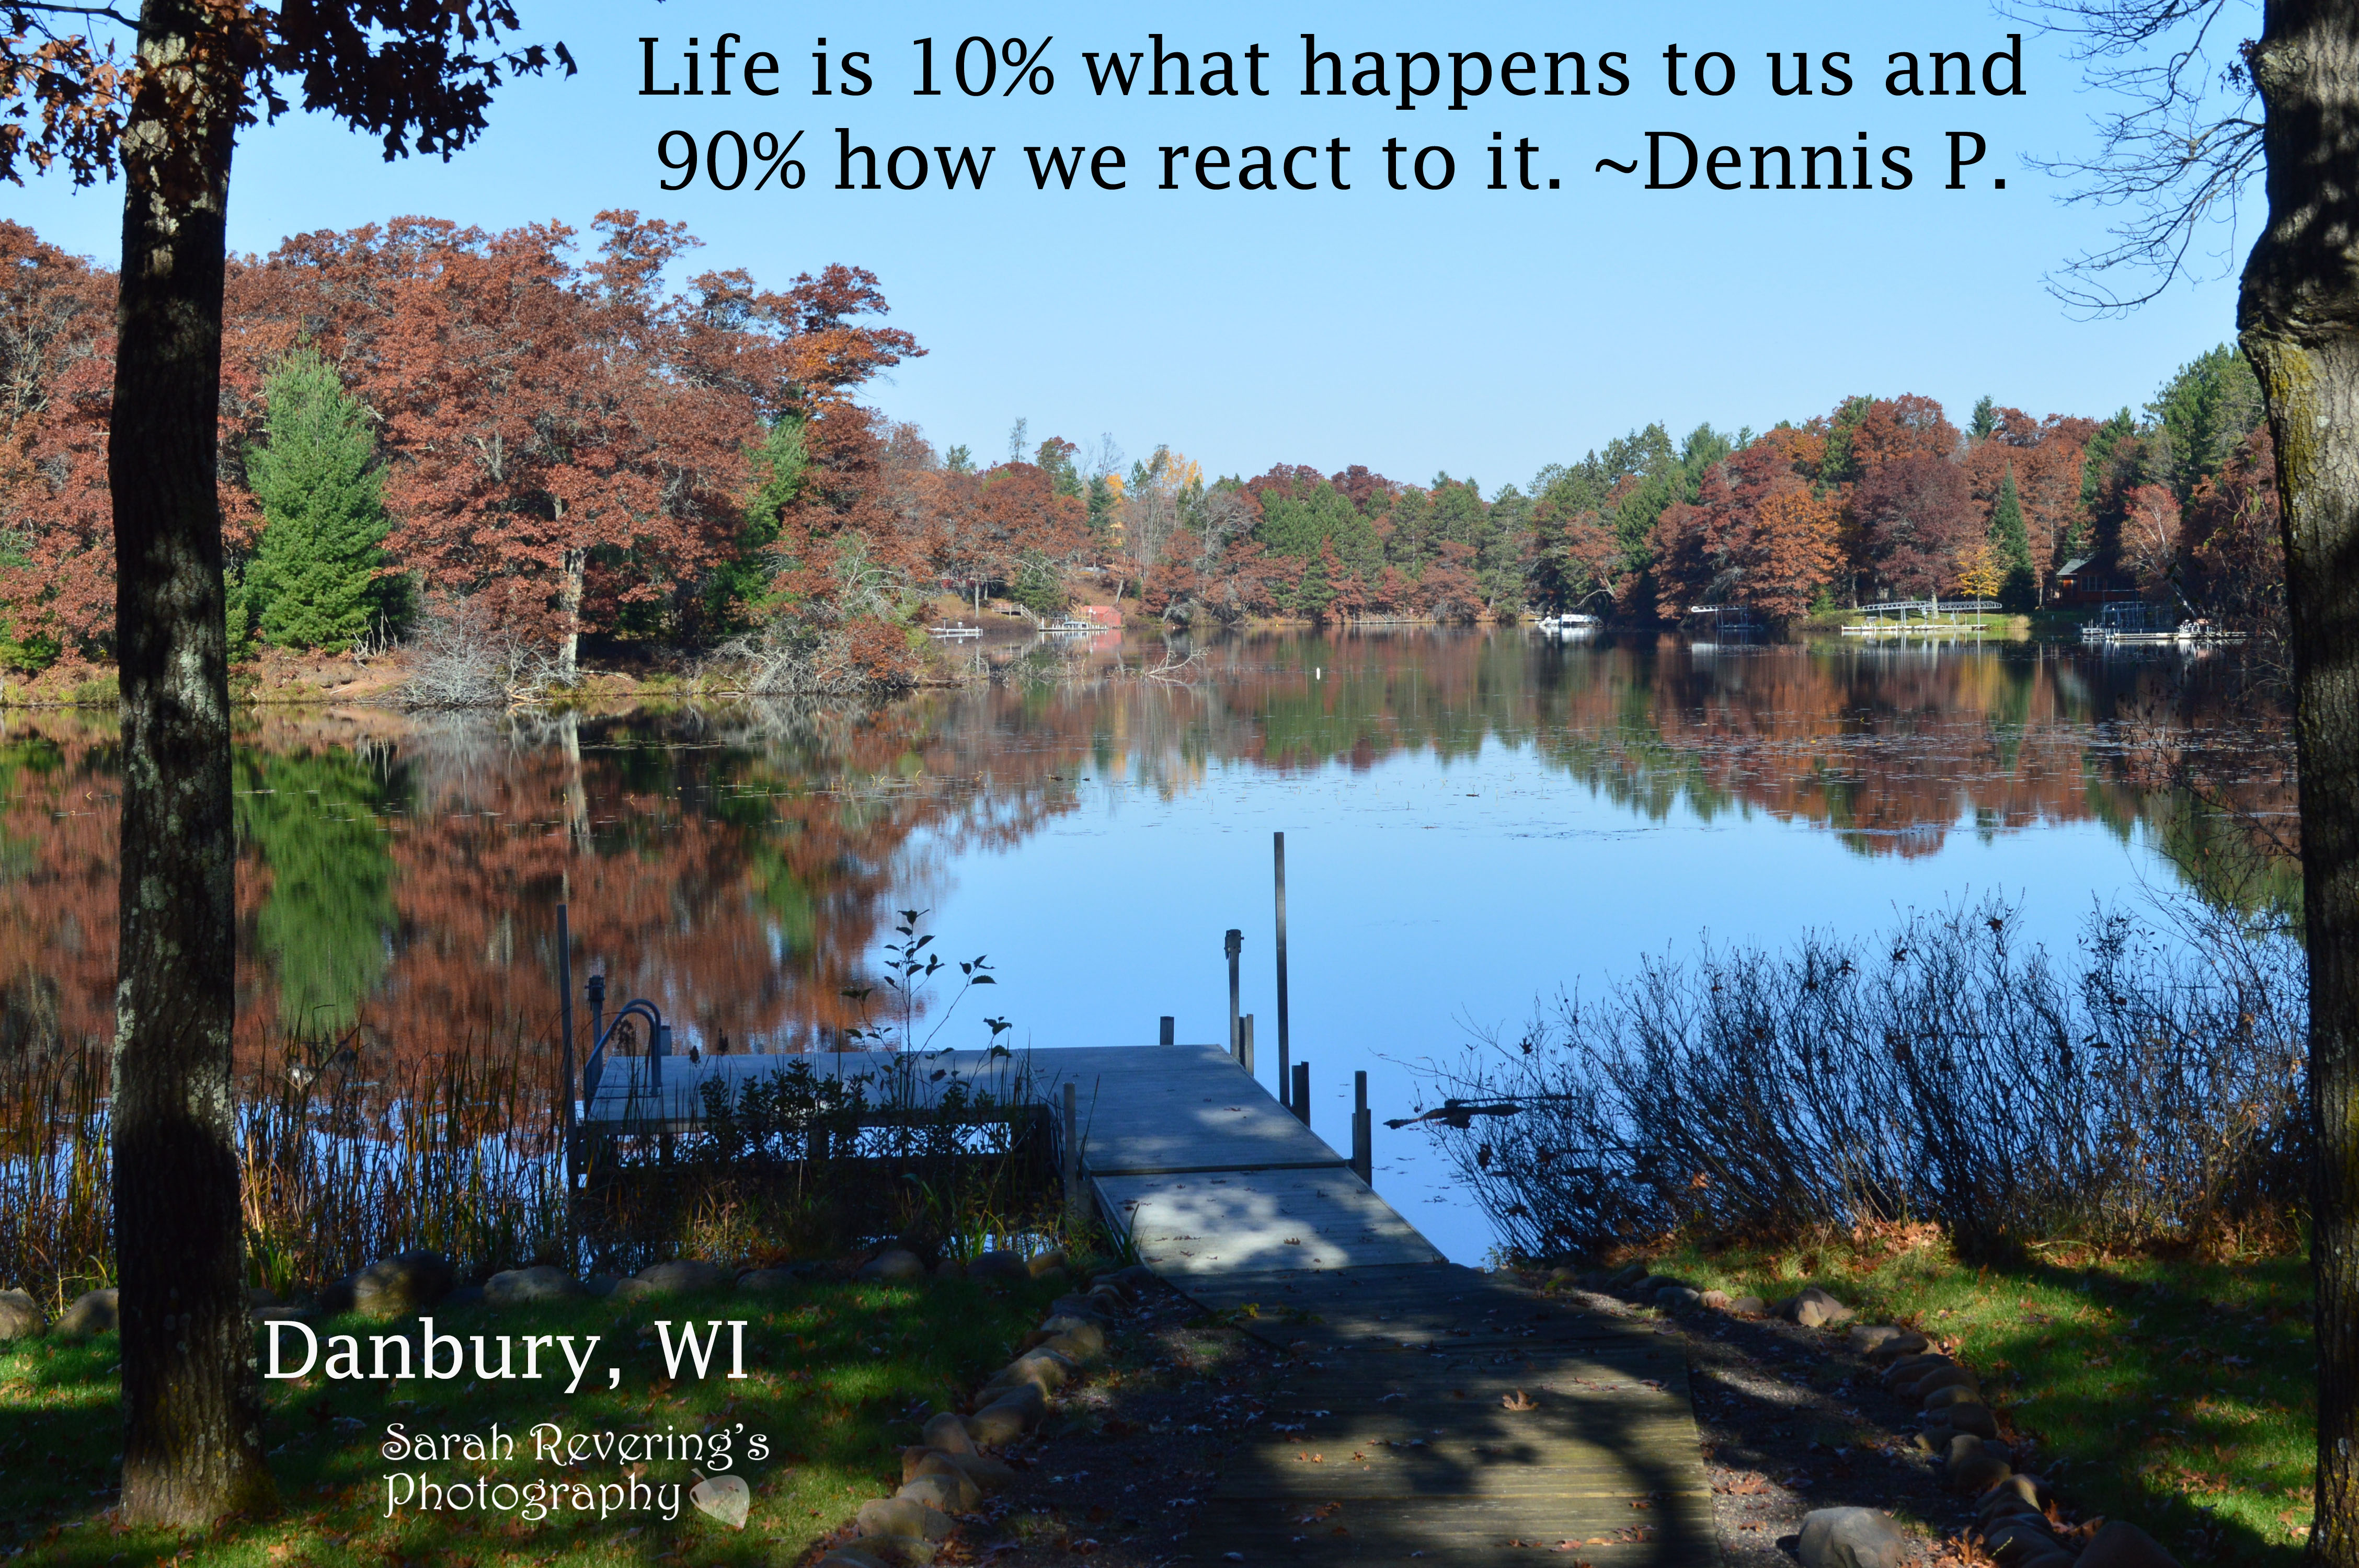 Life is 10% what happens to us and
90% how we react to it. ~Dennis P.
Danbury, WI
Sarah Revering's
Photography